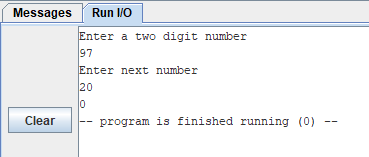 Messages Run I/O
Enter a two digit number
97
Enter next number
20
0
Clear
-- program is finished running (0) --